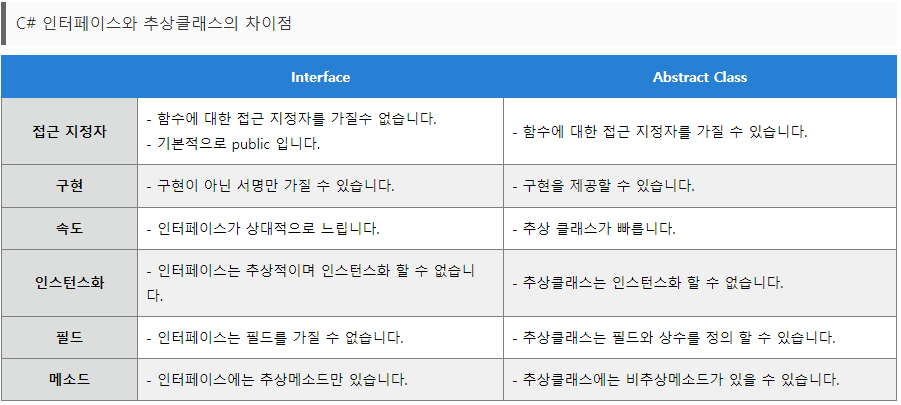 C# 인터페이스와 추상클래스의 차이점
Interface
Abstract Class
접근 지정자
- 함수에 대한 접근 지정자를 가질수 없습니다.
- 기본적으로 public 입니다.
- 함수에 대한 접근 지정자를 가질 수 있습니다.
구현
- 구현이 아닌 서명만 가질 수 있습니다.
- 구현을 제공할 수 있습니다.
속도
- 인터페이스가 상대적으로 느립니다.
- 추상 클래스가 빠릅니다.
인스턴스화
- 인터페이스는 추상적이며 인스턴스화 할 수 없습니
다.
- 추상클래스는 인스턴스화 할 수 없습니다.
필드
- 인터페이스는 필드를 가질 수 없습니다.
- 추상클래스는 필드와 상수를 정의 할 수 있습니다.
메소드
- 인터페이스에는 추상메소드만 있습니다.
- 추상클래스에는 비추상메소드가 있을 수 있습니다.